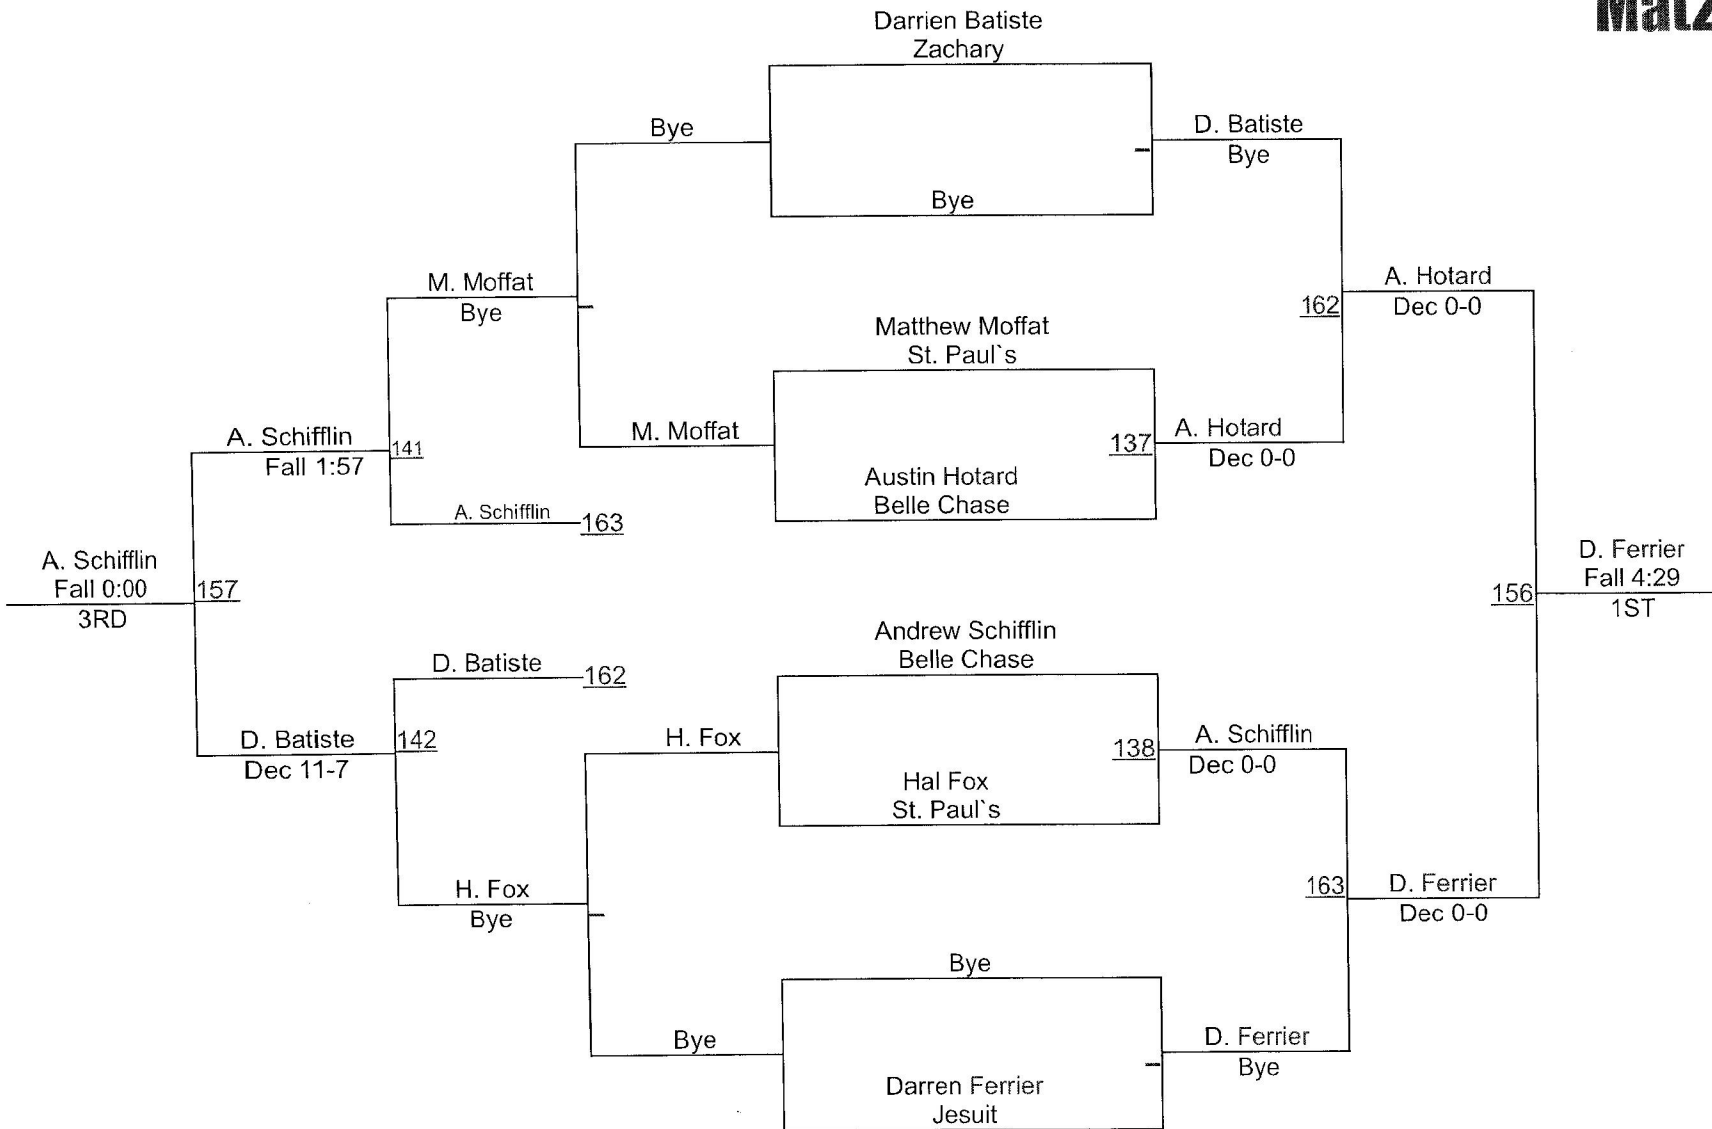 Matz
Darrien Batiste
Zachary
Bye
D. Batiste
Bye
Bye
M. Moffat
Bye
A. Hotard
Dec 0-0
162
Matthew Moffat
St. Paul`s
M. Moffat
137
A. Hotard
Dec 0-0
Austin Hotard
Belle Chase
A. Schifflin
Fall 1:57
141
A. Schifflin
163
A. Schifflin
Fall 0:00
3RD
157
D. Ferrier
Fall 4:29
1ST
156
Andrew Schifflin
Belle Chase
D. Batiste
162
D. Batiste
Dec 11-7
142
H. Fox
138
A. Schifflin
Dec 0-0
Hal Fox
St. Paul`s
H. Fox
Bye
163
D. Ferrier
Dec 0-0
Bye
Bye
D. Ferrier
Bye
Darren Ferrier
Jesuit